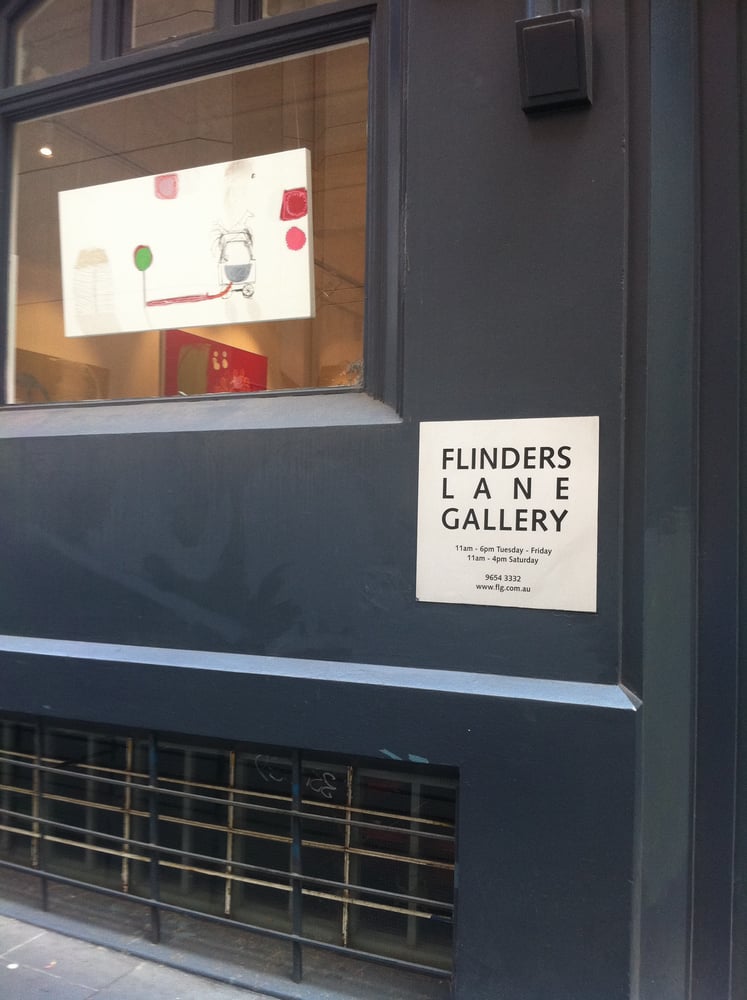 FLINDERS
LANE
GALLERY
11am - 6pm Tuesday - Friday
11am - 4pm Saturday
9654 3332
www.flg.com.au